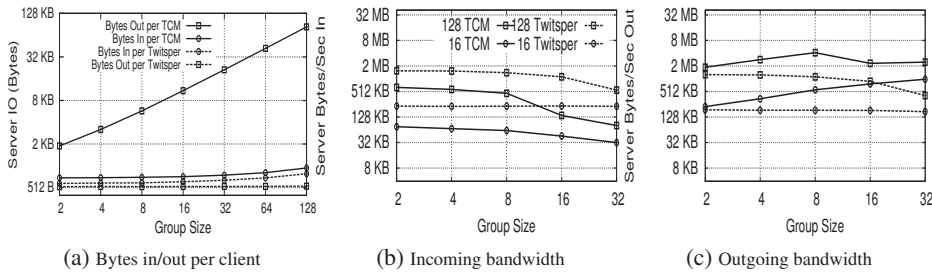 Server IO (Bytes)
128 KB
32 KB
8 KB
2 KB
512 B
Bytes Out per TCM
Bytes In per TCM
Bytes In per Twitsper
Bytes Out per Twitsper
2 4 8 16 32 64 128
Group Size
(a) Bytes in/out per client
Server Bytes/Sec In
32 MB
8 MB
2 MB
512 KB
128 KB
32 KB
8 KB
128 TCM
16 TCM
128 Twitsper
16 Twitsper
2 4 8 16 32
Group Size
(b) Incoming bandwidth
Server Bytes/Sec Out
32 MB
8 MB
2 MB
512 KB
128 KB
32 KB
8 KB
2 4 8 16 32
Group Size
(c) Outgoing bandwidth